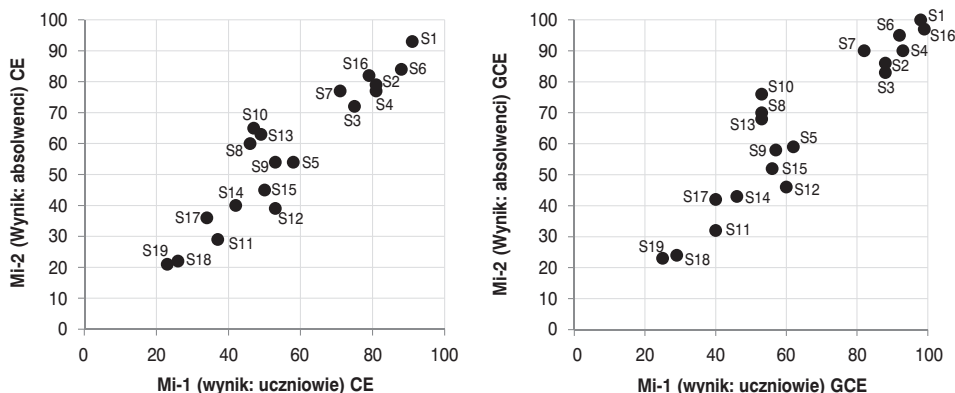 100
90
80
70
60
50
40
30
20
10
0
Mi-2 (Wynik: absolwenci) CE
S1
S6
S16
S2
S4
S7
S3
S10
S13
S8
S9
S5
S15
S14
S12
S17
S11
S19
S18
0 20 40 60 80 100
Mi-1 (wynik: uczniowie) CE
100
90
80
70
60
50
40
30
20
10
0
Mi-2 (Wynik: absolwenci) GCE
S1
S6
S16
S7
S4
S2
S3
S10
S8
S13
S5
S9
S15
S12
S17
S14
S11
S19
S18
0 20 40 60 80 100
Mi-1 (wynik: uczniowie) GCE